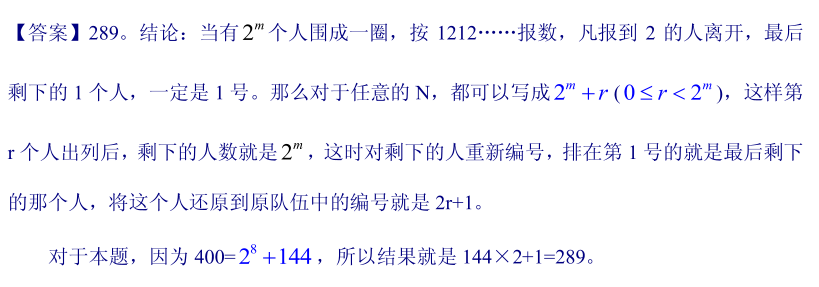 【答案】289。结论：当有 2^m 个人围成一圈，按 1212……报数，凡报到 2 的人离开，最后
剩下的 1 个人，一定是 1 号。那么对于任意的 N，都可以写成 2^m + r ( 0 ≤ r < 2^m )，这样第
r 个人出列后，剩下的人数就是 2^m ，这时对剩下的人重新编号，排在第 1 号的就是最后剩下
的那个人，将这个人还原到原队伍中的编号就是 2r+1。
对于本题，因为 400= 2^8 +144 ，所以结果就是 144×2+1=289。